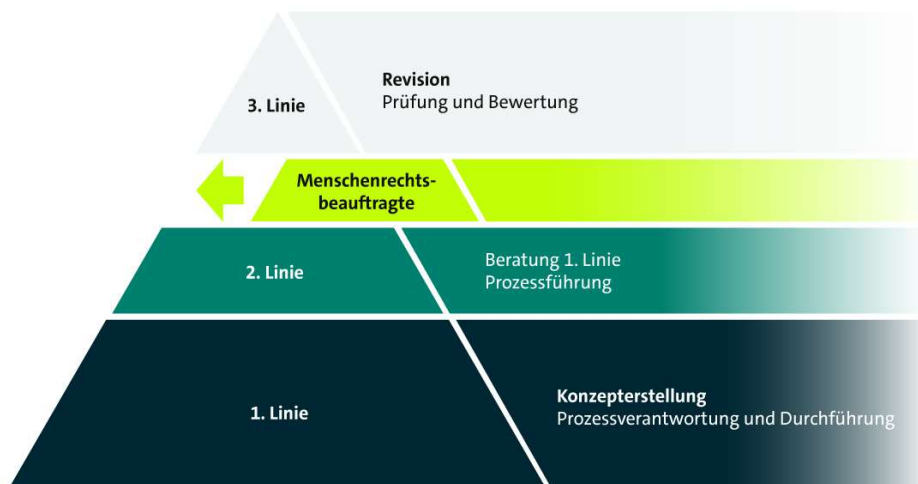 3. Linie
Revision
Prüfung und Bewertung
Menschenrechts-
beauftragte
2. Linie
Beratung 1. Linie
Prozessführung
1. Linie
Konzepterstellung
Prozessverantwortung und Durchführung